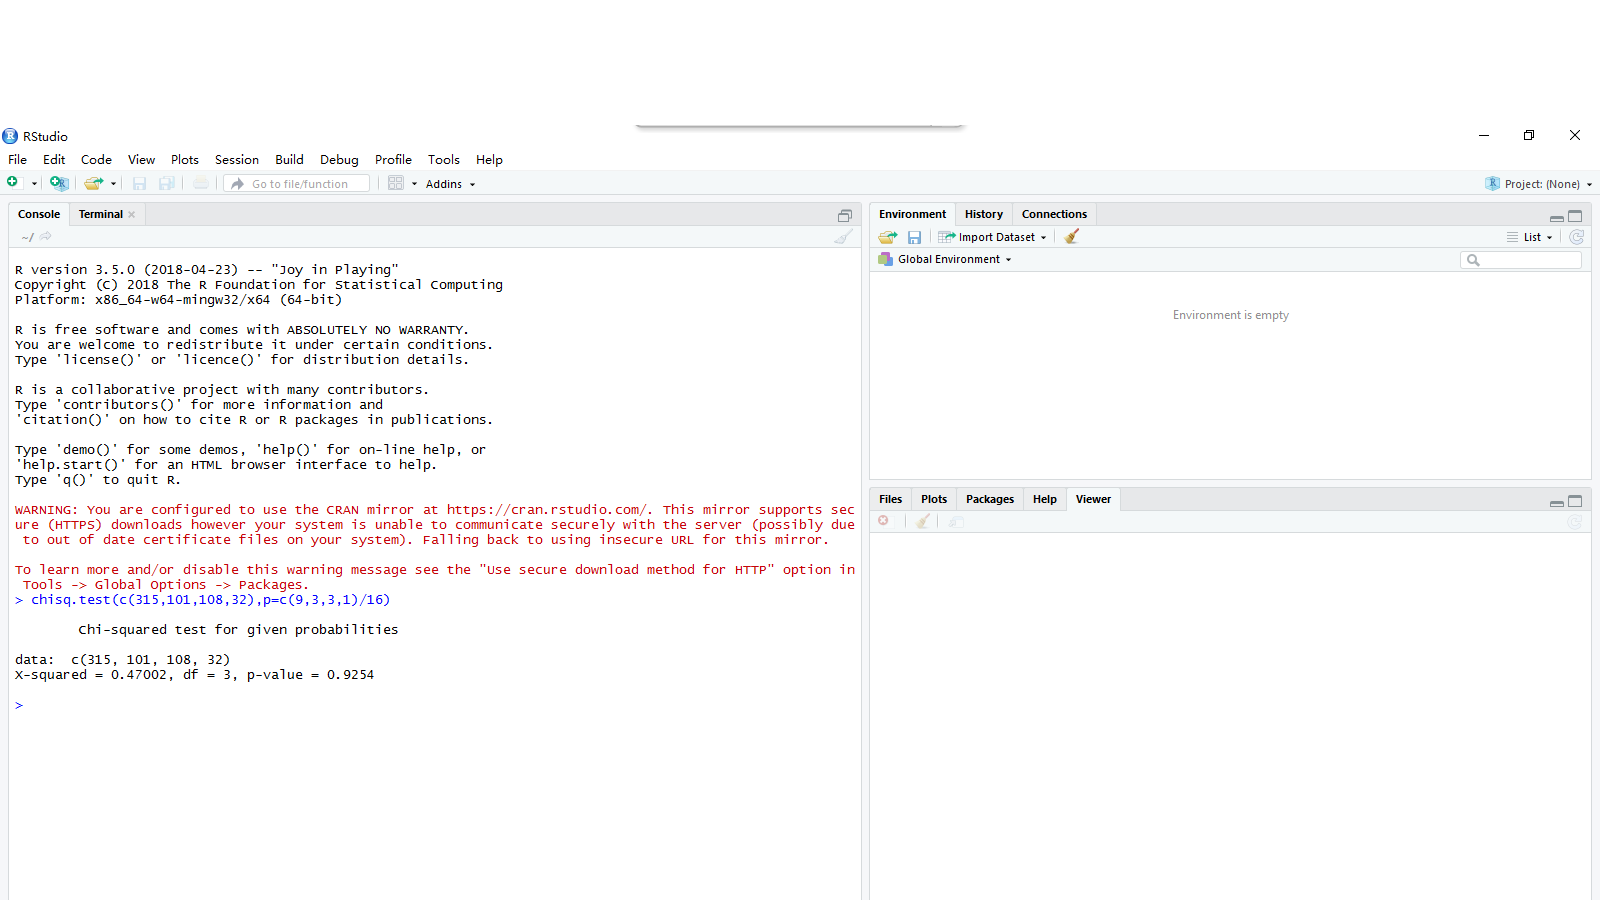 RStudio
File Edit Code View Plots Session Build Debug Profile Tools Help
Go to file/function Addins Project: (None)
Console Terminal
~/
R version 3.5.0 (2018-04-23) -- "Joy in Playing"
Copyright (C) 2018 The R Foundation for Statistical Computing
Platform: x86_64-w64-mingw32/x64 (64-bit)
R is free software and comes with ABSOLUTELY NO WARRANTY.
You are welcome to redistribute it under certain conditions.
Type 'license()' or 'licence()' for distribution details.
R is a collaborative project with many contributors.
Type 'contributors()' for more information and
'citation()' on how to cite R or R packages in publications.
Type 'demo()' for some demos, 'help()' for on-line help, or
'help.start()' for an HTML browser interface to help.
Type 'q()' to quit R.
WARNING: You are configured to use the CRAN mirror at https://cran.rstudio.com/. This mirror supports sec
ure (HTTPS) downloads however your system is unable to communicate securely with the server (possibly due
to out of date certificate files on your system). Falling back to using insecure URL for this mirror.
To learn more and/or disable this warning message see the "Use secure download method for HTTP" option in
Tools -> Global Options -> Packages.
> chisq.test(c(315,101,108,32),p=c(9,3,3,1)/16)
Chi-squared test for given probabilities
data: c(315, 101, 108, 32)
X-squared = 0.47002, df = 3, p-value = 0.9254
>
Environment History Connections
Import Dataset List
Global Environment
Environment is empty
Files Plots Packages Help Viewer